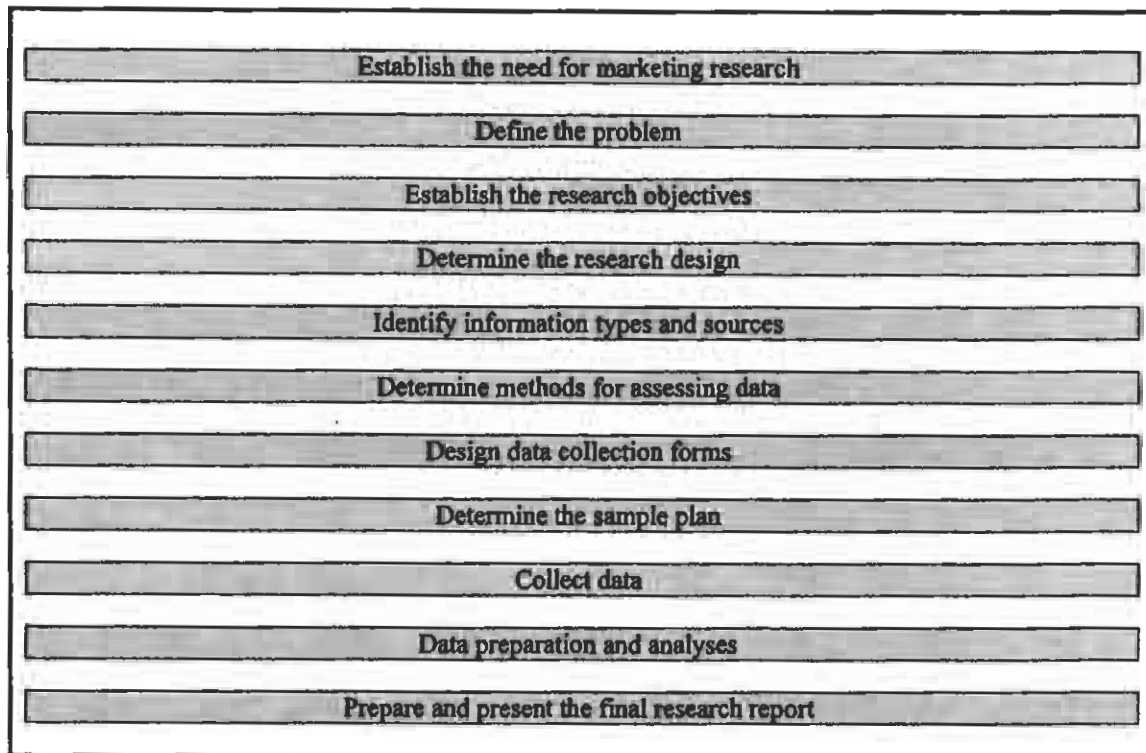 Establish the need for marketing research
Define the problem
Establish the research objectives
Determine the research design
Identify information types and sources
Determine methods for assessing data
Design data collection forms
Determine the sample plan
Collect data
Data preparation and analyses
Prepare and present the final research report